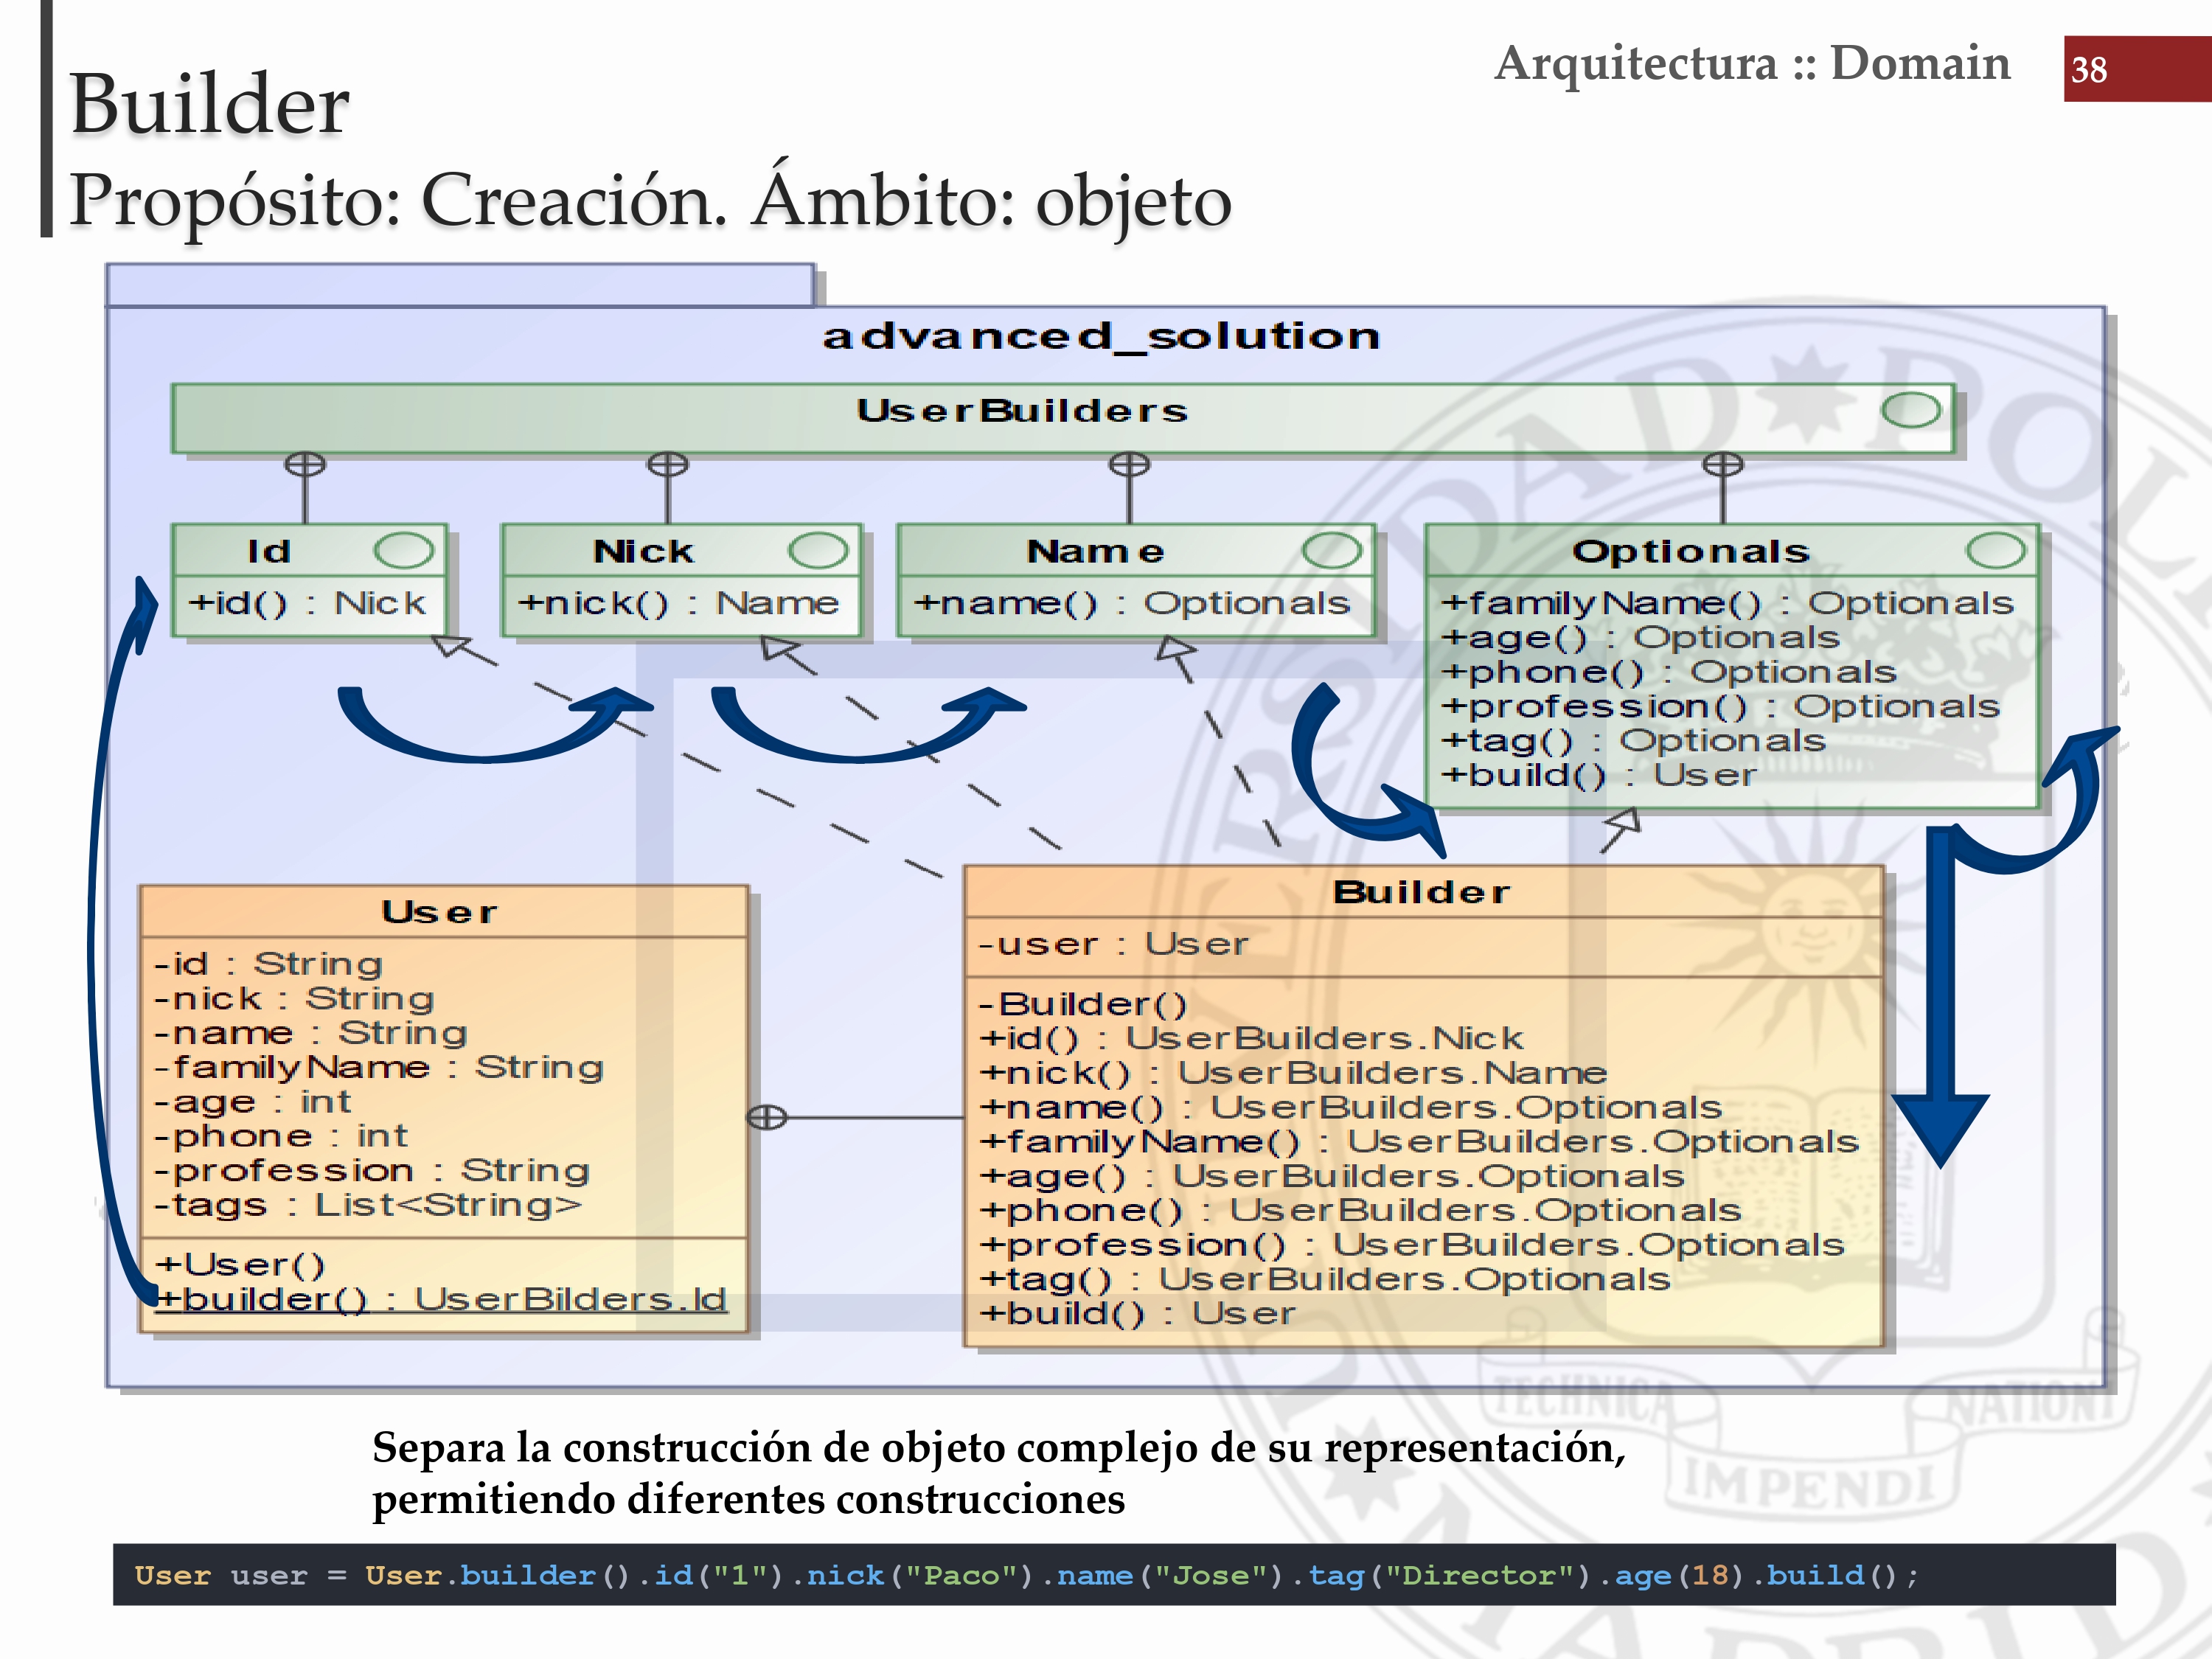 Arquitectura :: Domain
38
Builder
Propósito: Creación. Ámbito: objeto
advanced_solution
UserBuilders
Id
+id() : Nick
Nick
+nick() : Name
Name
+name() : Optionals
Optionals
+familyName() : Optionals
+age() : Optionals
+phone() : Optionals
+profession() : Optionals
+tag() : Optionals
+build() : User
User
-id : String
-nick : String
-name : String
-familyName : String
-age : int
-phone : int
-profession : String
-tags : List<String>
+User()
+builder() : UserBilders.Id
Builder
-user : User
-Builder()
+id() : UserBuilders.Nick
+nick() : UserBuilders.Name
+name() : UserBuilders.Optionals
+familyName() : UserBuilders.Optionals
+age() : UserBuilders.Optionals
+phone() : UserBuilders.Optionals
+profession() : UserBuilders.Optionals
+tag() : UserBuilders.Optionals
+build() : User
TECHNICA
IMPENDI
NATIONI
Separa la construcción de objeto complejo de su representación,
permitiendo diferentes construcciones
User user = User.builder().id("1").nick("Paco").name("Jose").tag("Director").age(18).build();